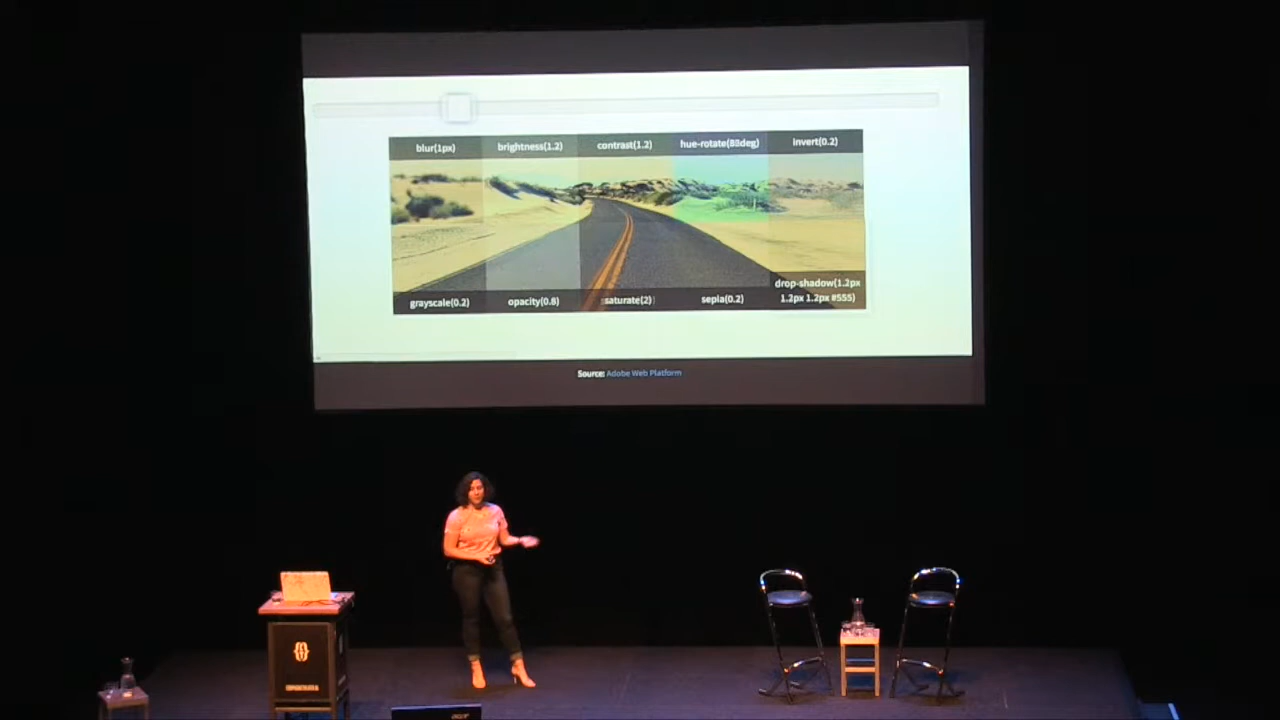 blur(1px) brightness(1.2) contrast(1.2) hue-rotate(83deg) invert(0.2)
grayscale(0.2) opacity(0.8) saturate(2) sepia(0.2) drop-shadow(1.2px
1.2px 1.2px #555)
Source: Adobe Web Platform
acer